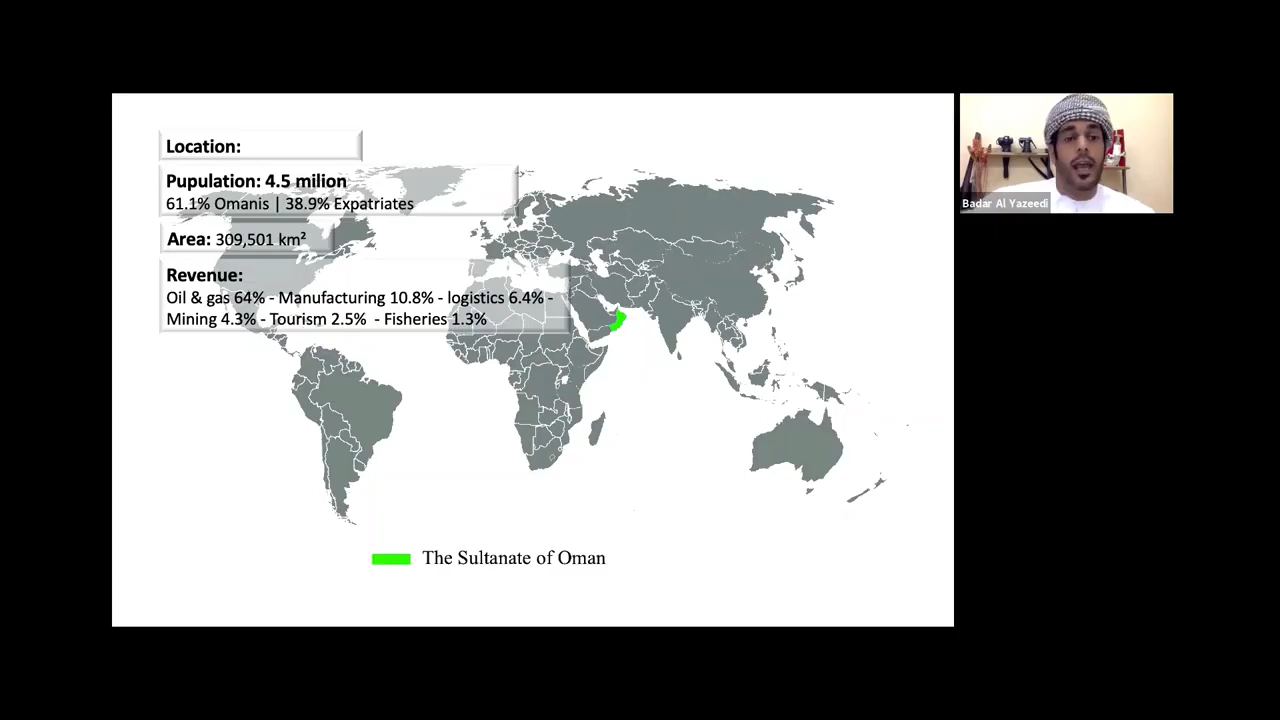 Location:
Pupulation: 4.5 milion
61.1% Omanis | 38.9% Expatriates
Area: 309,501 km²
Revenue:
Oil & gas 64% - Manufacturing 10.8% - logistics 6.4% -
Mining 4.3% - Tourism 2.5%  - Fisheries 1.3%
The Sultanate of Oman
Badar Al Yazeedi